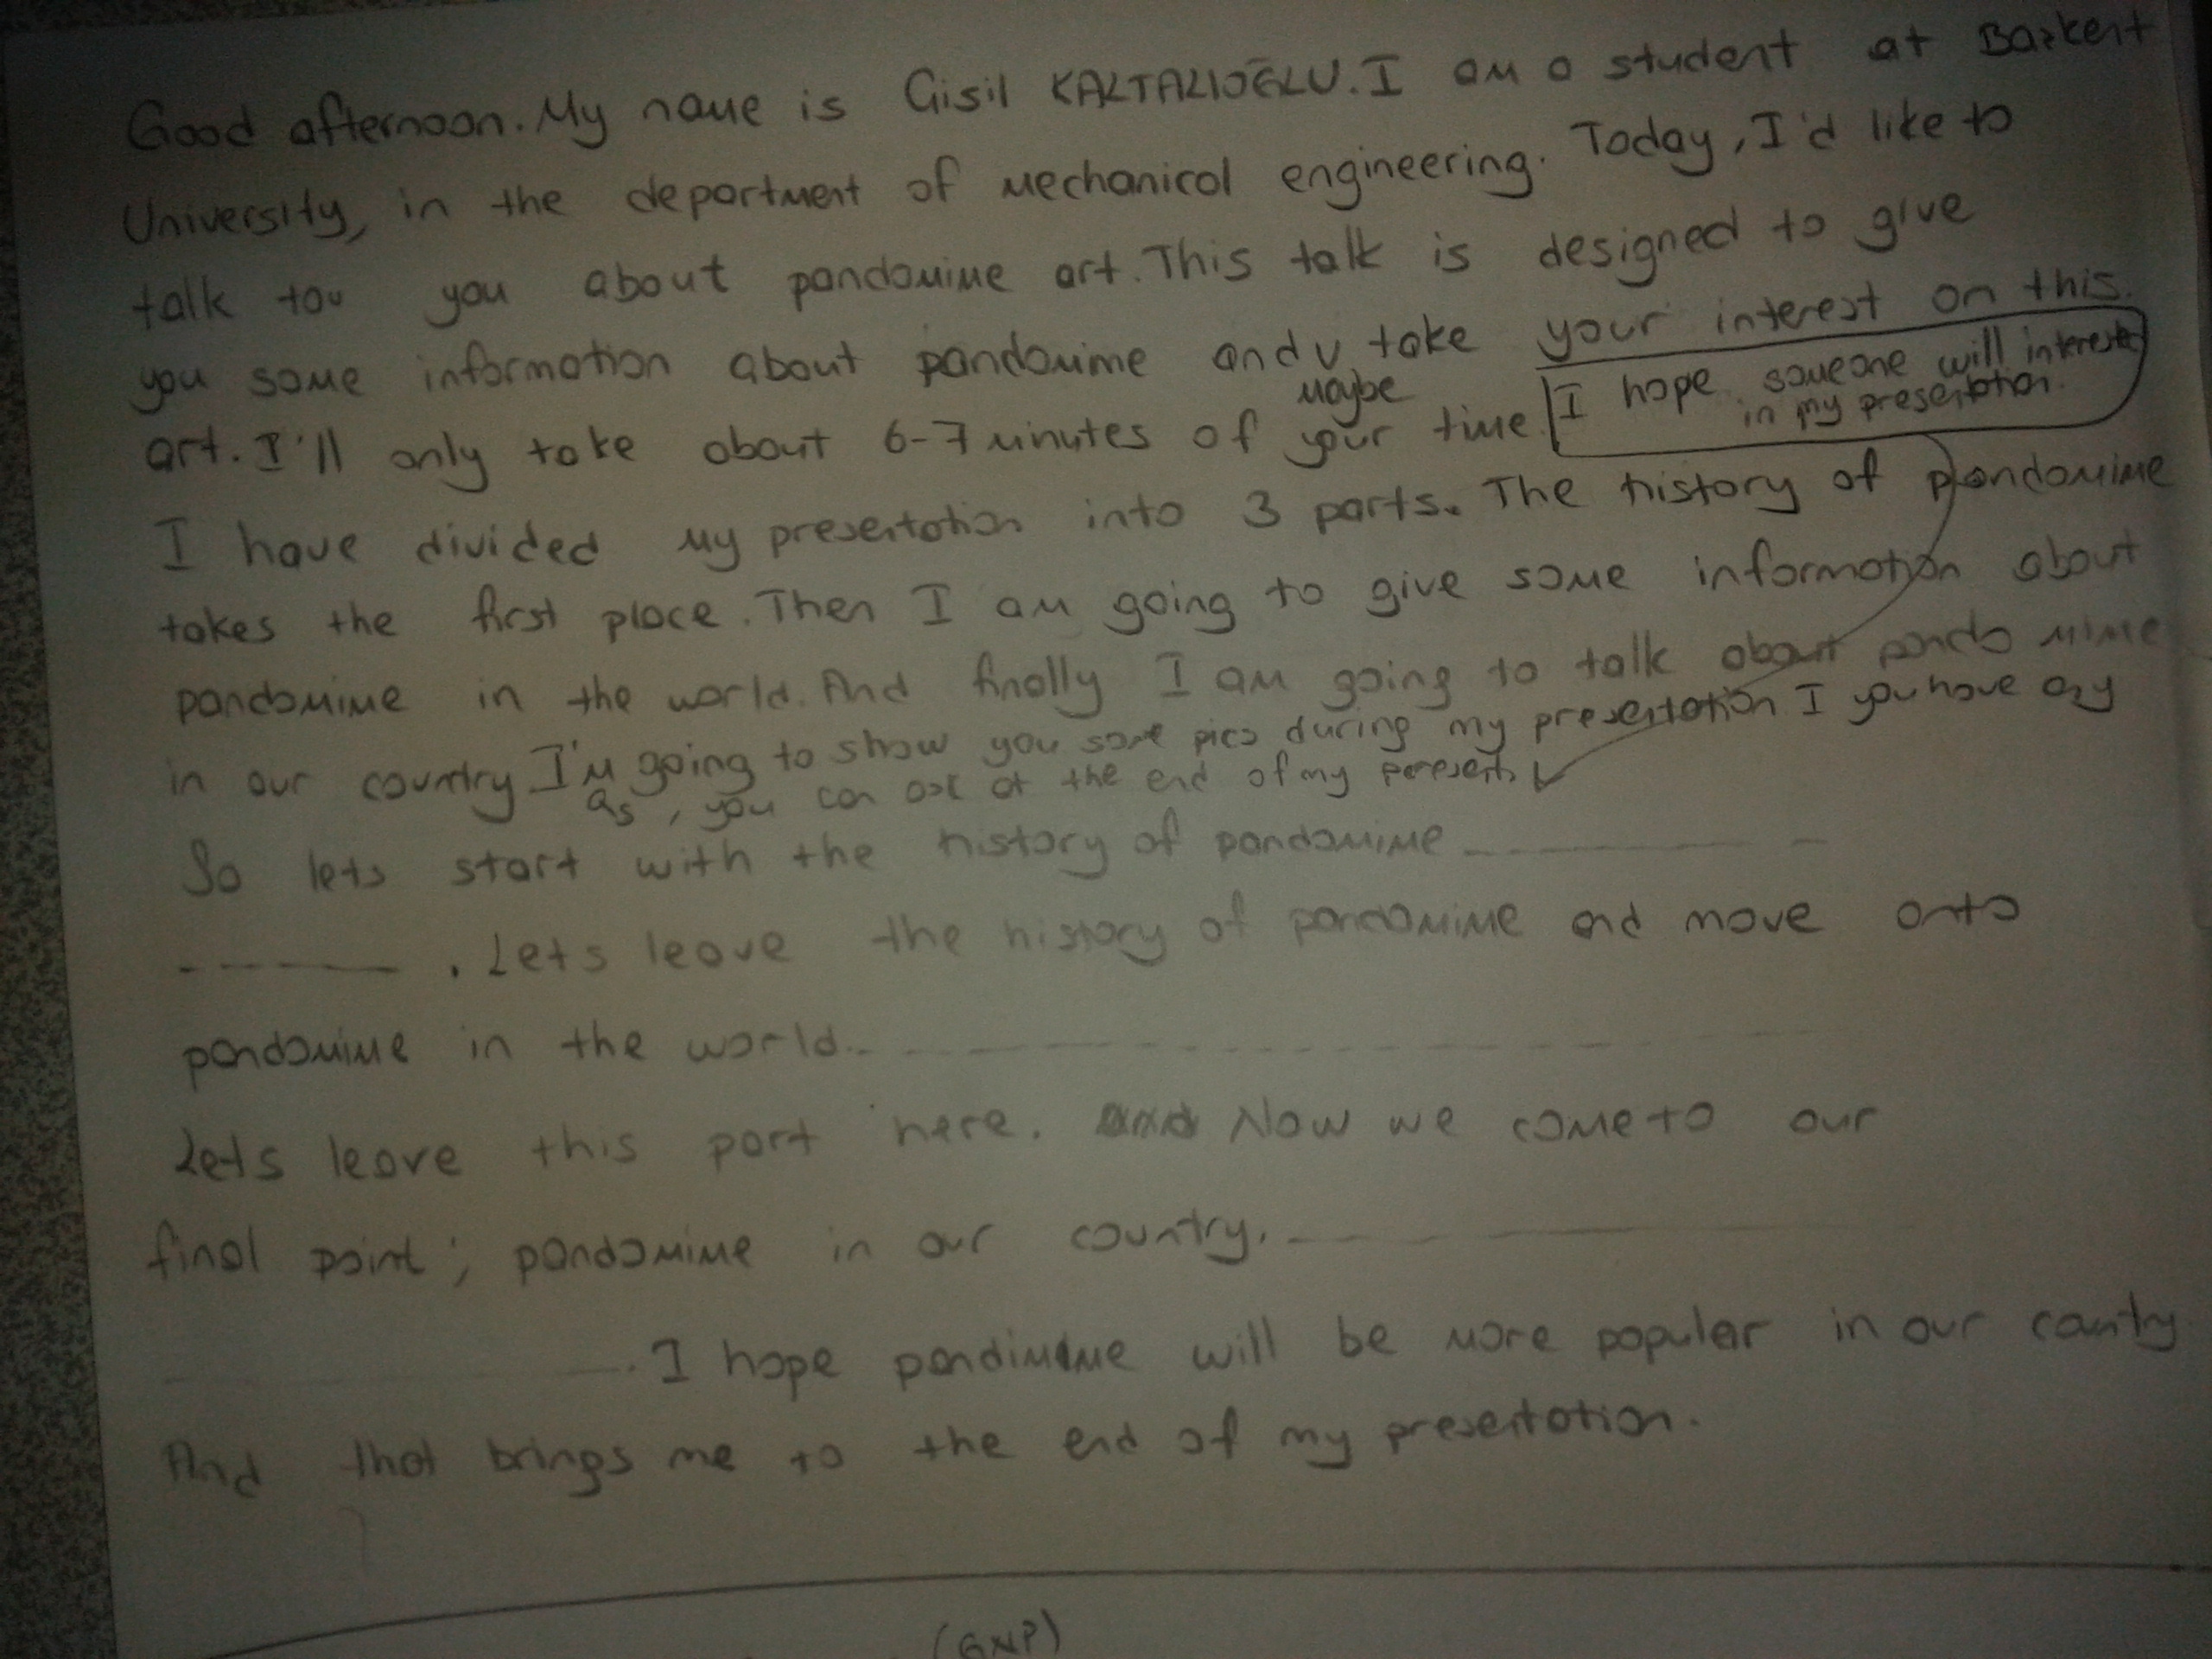 Good afternoon. My name is Gisil KALTALIOĞLU. I am a student at Başkent
University, in the department of mechanical engineering. Today, I'd like to
talk to you about pandomime art. This talk is designed to give
you some information about pandomime and take your interest on this
maybe
art. I'll only take about 6-7 minutes of your time.
I hope someone will interested
in my presentation.
I have divided my presentation into 3 parts. The history of pandomime
takes the first place. Then I am going to give some information about
pandomime in the world. And finally I am going to talk about pandomime
in our country I'm going to show you some pics during my presentation I you have any
qs, you can ask at the end of my
So lets start with the history of pandomime
. Lets leave the history of pandomime and move onto
pandomime in the world.
Lets leave this part here. Now we come to our
final point; pandomime in our country.
. I hope pandimime will be more popular in our country
And that brings me to the end of my presentation.
(GNP)